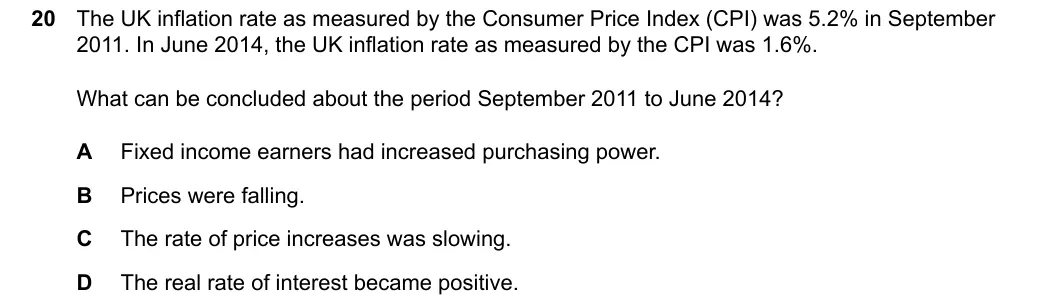 20 The UK inflation rate as measured by the Consumer Price Index (CPI) was 5.2% in September
2011. In June 2014, the UK inflation rate as measured by the CPI was 1.6%.
What can be concluded about the period September 2011 to June 2014?
A Fixed income earners had increased purchasing power.
B Prices were falling.
C The rate of price increases was slowing.
D The real rate of interest became positive.